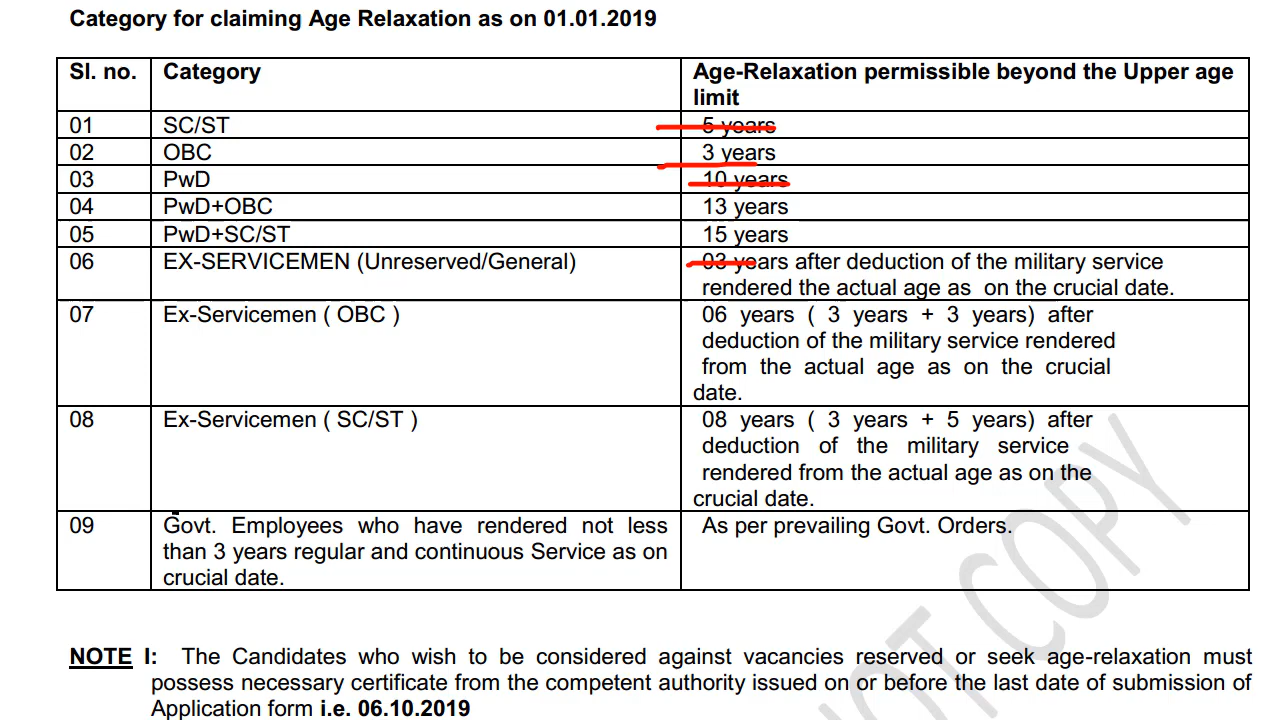 Category for claiming Age Relaxation as on 01.01.2019
Sl. no. Category Age-Relaxation permissible beyond the Upper age
limit
01 SC/ST 5 years
02 OBC 3 years
03 PwD 10 years
04 PwD+OBC 13 years
05 PwD+SC/ST 15 years
06 EX-SERVICEMEN (Unreserved/General) 03 years after deduction of the military service
rendered the actual age as on the crucial date.
07 Ex-Servicemen ( OBC ) 06 years ( 3 years + 3 years) after
deduction of the military service rendered
from the actual age as on the crucial
date.
08 Ex-Servicemen ( SC/ST ) 08 years ( 3 years + 5 years) after
deduction of the military service
rendered from the actual age as on the
crucial date.
09 Govt. Employees who have rendered not less As per prevailing Govt. Orders.
than 3 years regular and continuous Service as on
crucial date.
NOTE I: The Candidates who wish to be considered against vacancies reserved or seek age-relaxation must
possess necessary certificate from the competent authority issued on or before the last date of submission of
Application form i.e. 06.10.2019
OT COPY